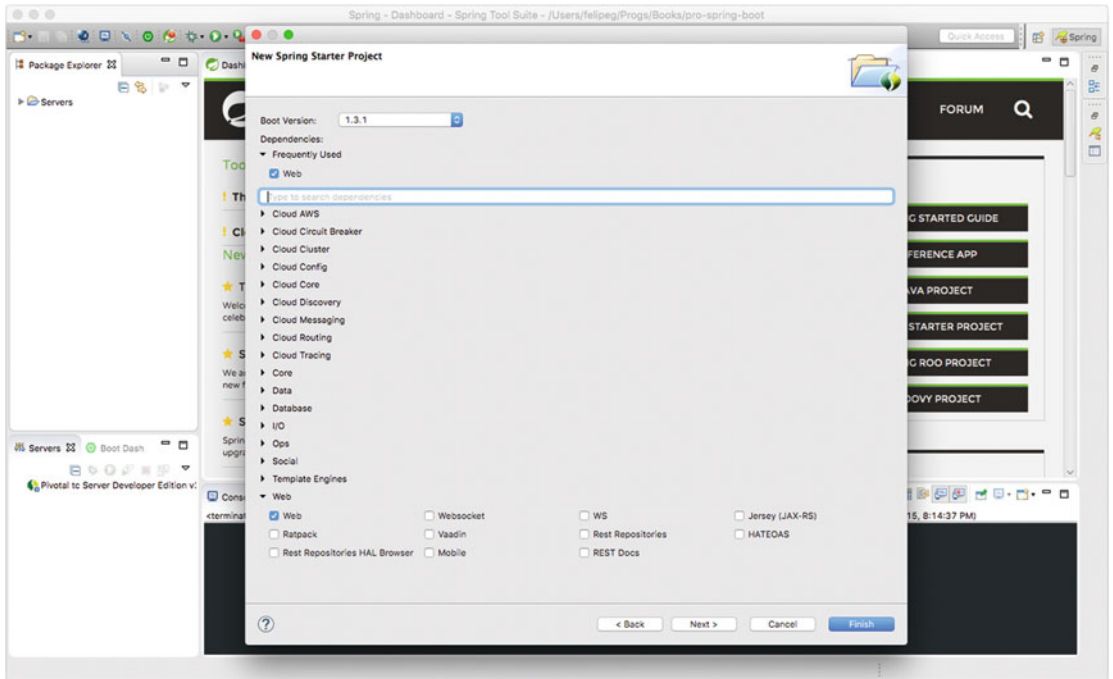 Spring - Dashboard - Spring Tool Suite - /Users/felipeg/Progs/Books/pro-spring-boot
Quick Access
Spring
Package Explorer
Servers
New Spring Starter Project
FORUM
Boot Version: 1.3.1
Dependencies:
Frequently Used
Web
Type to search dependencies
Cloud AWS
Cloud Circuit Breaker
Cloud Cluster
Cloud Config
Cloud Core
Cloud Discovery
Cloud Messaging
Cloud Routing
Cloud Tracing
Core
Data
Database
I/O
Ops
Social
Template Engines
Web
Web Websocket WS Jersey (JAX-RS)
Ratpack Vaadin Rest Repositories HATEOAS
Rest Repositories HAL Browser Mobile REST Docs
? < Back Next > Cancel Finish
G STARTED GUIDE
FERENCE APP
VA PROJECT
STARTER PROJECT
G ROO PROJECT
OVY PROJECT
Servers Boot Dash
Pivotal tc Server Developer Edition v
15, 8:14:37 PM)